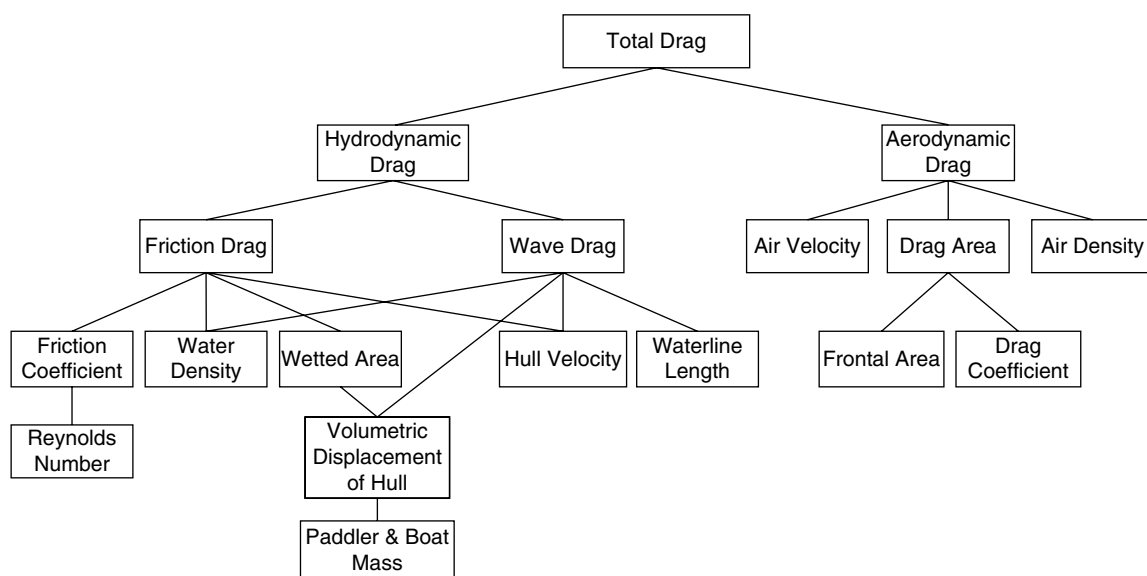 Total Drag
Hydrodynamic
Drag
Aerodynamic
Drag
Friction Drag
Wave Drag
Air Velocity
Drag Area
Air Density
Friction
Coefficient
Water
Density
Wetted Area
Hull Velocity
Waterline
Length
Frontal Area
Drag
Coefficient
Reynolds
Number
Volumetric
Displacement
of Hull
Paddler & Boat
Mass